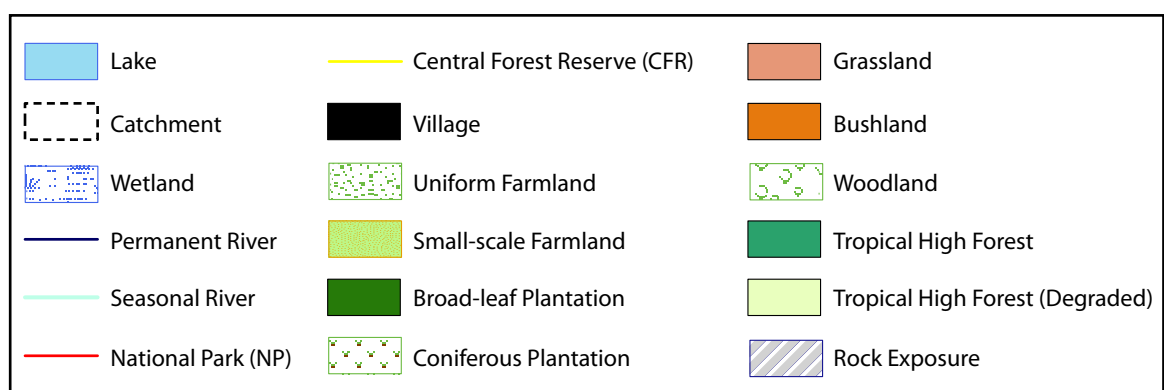 Lake
Central Forest Reserve (CFR)
Grassland
Catchment
Village
Bushland
Wetland
Uniform Farmland
Woodland
Permanent River
Small-scale Farmland
Tropical High Forest
Seasonal River
Broad-leaf Plantation
Tropical High Forest (Degraded)
National Park (NP)
Coniferous Plantation
Rock Exposure